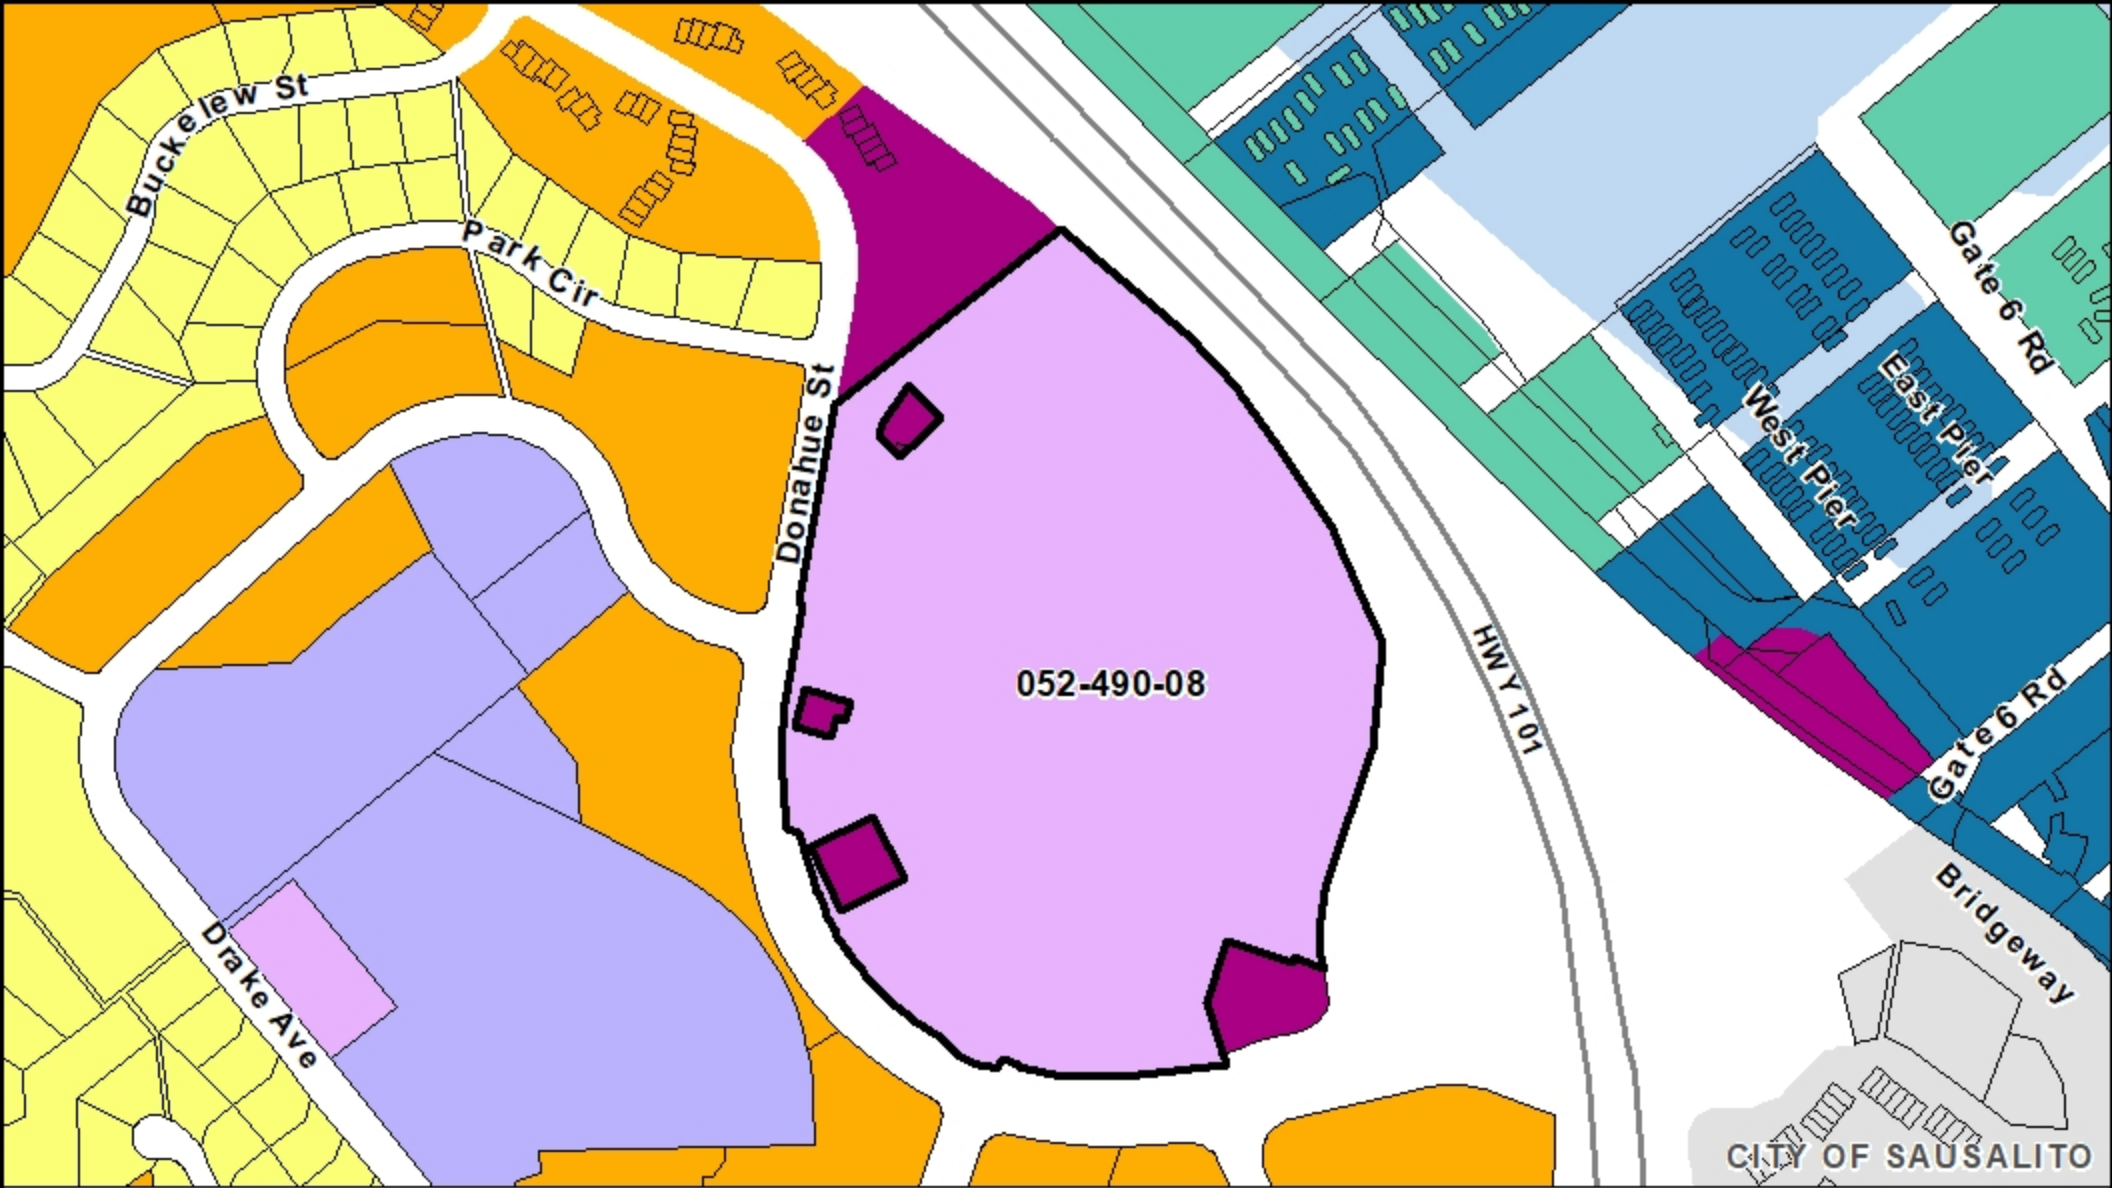 Buckelew St
Park Cir
Donahue St
052-490-08
HWY 101
Gate 6 Rd
East Pier
West Pier
Gate 6 Rd
Bridgeway
Drake Ave
CITY OF SAUSALITO